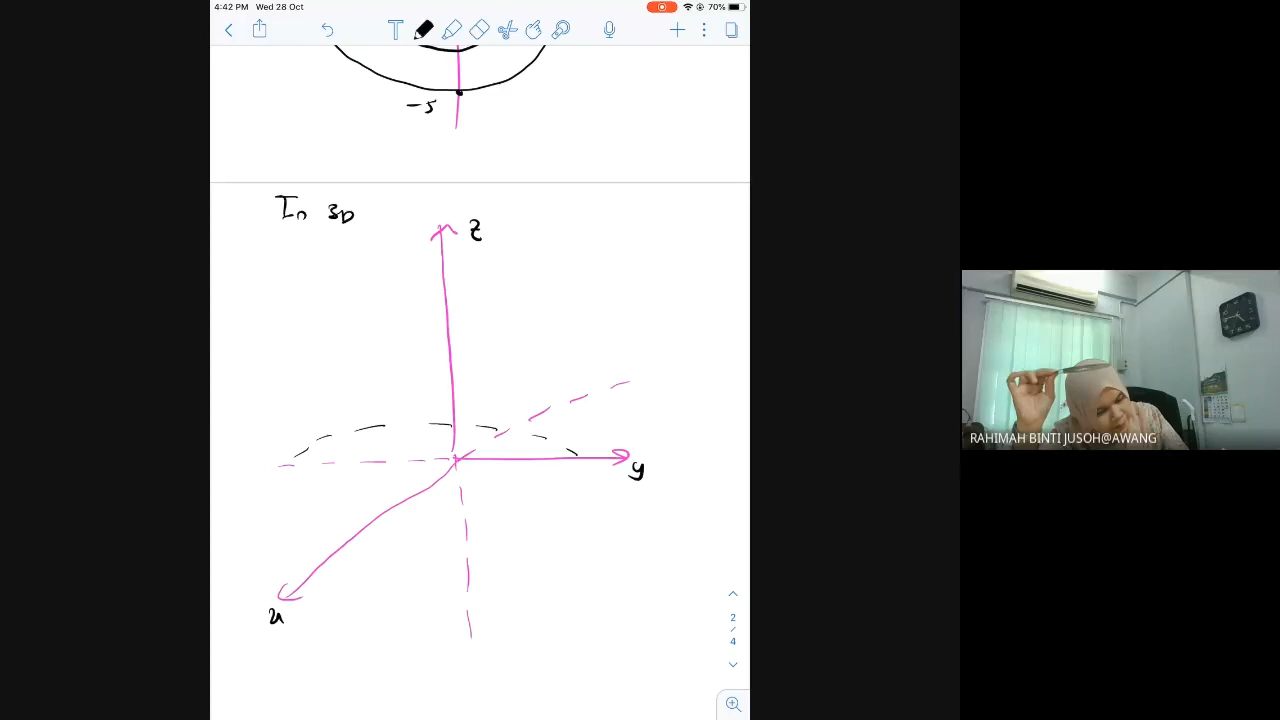 4:42 PM Wed 28 Oct
70%
T
-5
In 3D
z
y
x
2
/
4
RAHIMAH BINTI JUSOH@AWANG